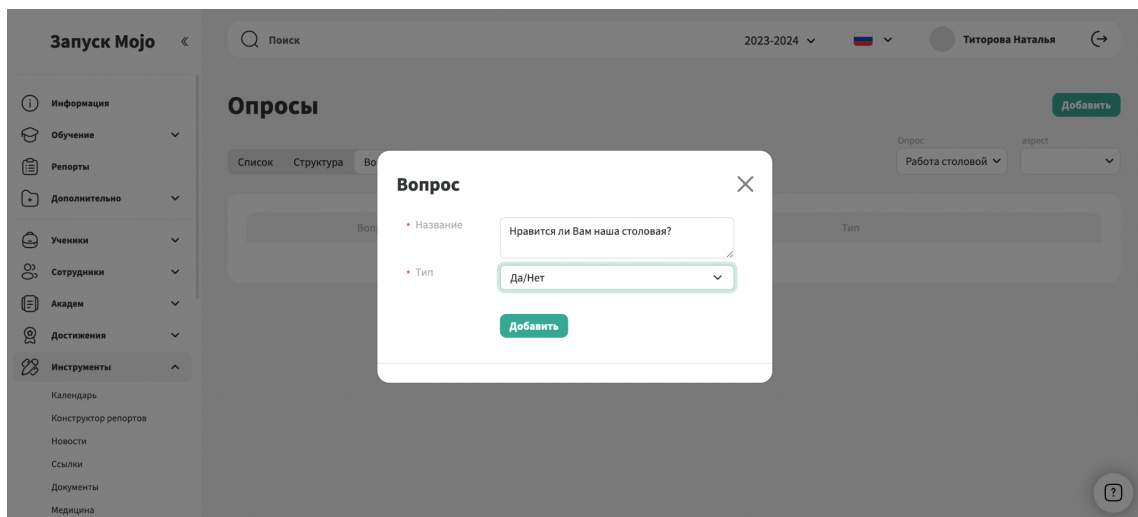 Запуск Mojo «
Поиск
2023-2024
Титорова Наталья
Информация
Обучение
Репорты
Дополнительно
Ученики
Сотрудники
Академ
Достижения
Инструменты
Календарь
Конструктор репортов
Новости
Ссылки
Документы
Медицина
Опросы
Добавить
Опрос aspect
Список Структура Во
Работа столовой
Воп Тип
Вопрос
* Название
Нравится ли Вам наша столовая?
* Тип
Да/Нет
Добавить
?